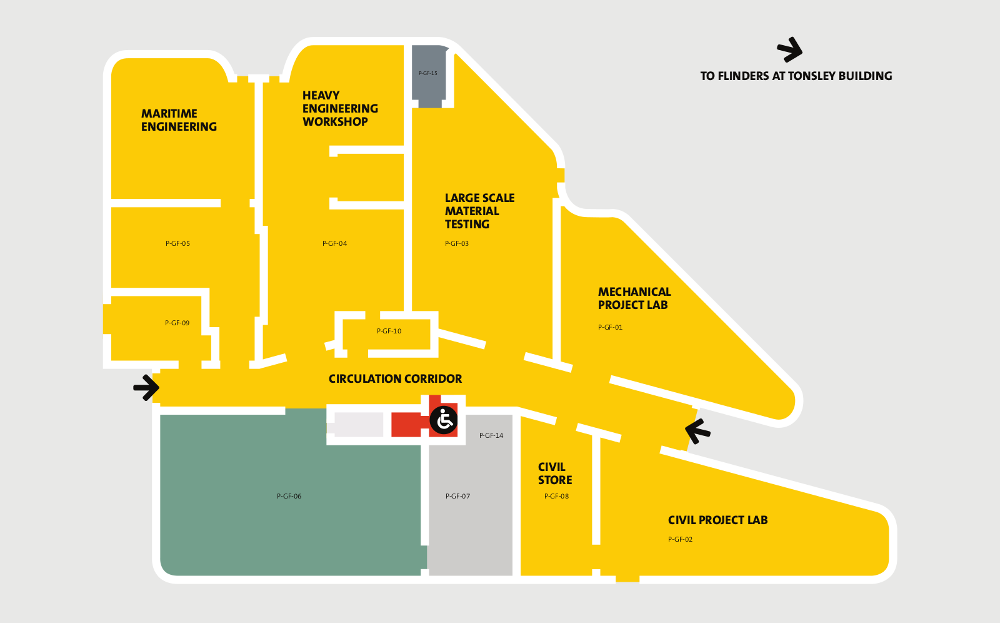 TO FLINDERS AT TONSLEY BUILDING
P-GF-LS
HEAVY
ENGINEERING
WORKSHOP
MARITIME
ENGINEERING
LARGE SCALE
MATERIAL
TESTING
P-GF-05
P-GF-04
P-GF-03
MECHANICAL
PROJECT LAB
P-GF-01
P-GF-09
P-GF-10
CIRCULATION CORRIDOR
P-GF-14
CIVIL
STORE
P-GF-06
P-GF-07
P-GF-08
CIVIL PROJECT LAB
P-GF-02